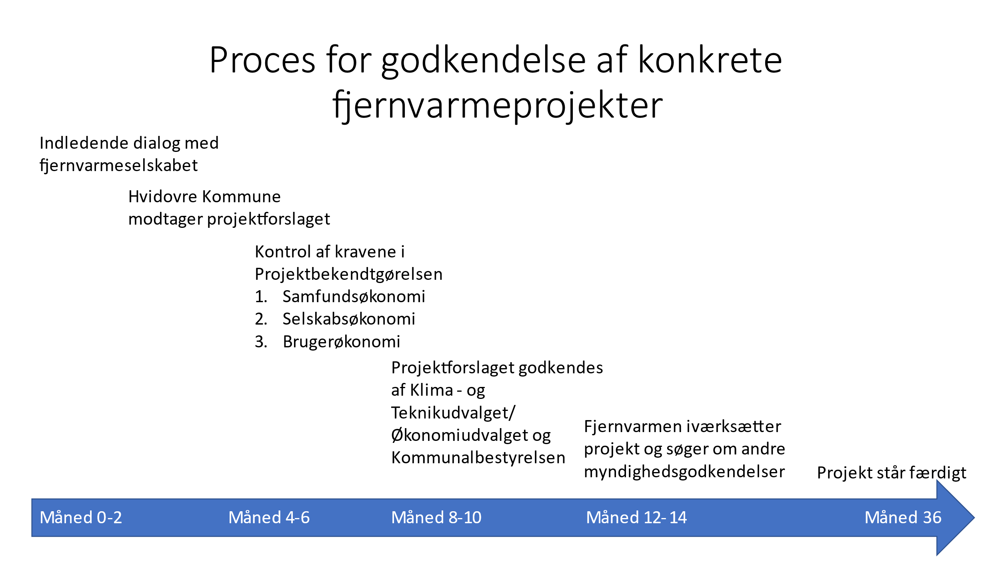 Proces for godkendelse af konkrete
fjernvarmeprojekter
Indledende dialog med
fjernvarmeselskabet
Hvidovre Kommune
modtager projektforslaget
Kontrol af kravene i
Projektbekendtgørelsen
1. Samfundsøkonomi
2. Selskabsøkonomi
3. Brugerøkonomi
Projektforslaget godkendes
af Klima- og
Teknikudvalget/
Økonomiudvalget og
Kommunalbestyrelsen
Fjernvarmen iværksætter
projekt og søger om andre
myndighedsgodkendelser
Projekt står færdigt
Måned 0-2
Måned 4-6
Måned 8-10
Måned 12-14
Måned 36